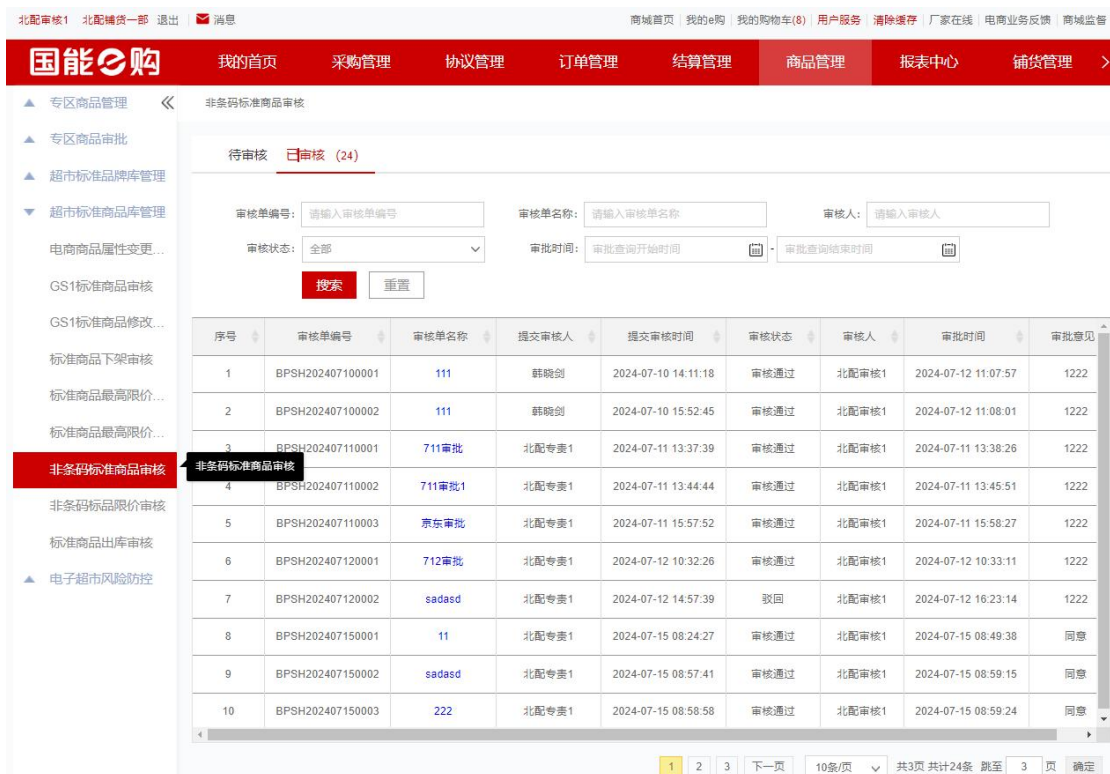 北配审核1 北配铺货一部 退出 消息 商城首页 我的e购 我的购物车(8) 用户服务 清除缓存 厂家在线 电商业务反馈 商城监督
国能e购 我的首页 采购管理 协议管理 订单管理 结算管理 商品管理 报表中心 铺货管理
专区商品管理
专区商品审批
超市标准品牌库管理
超市标准商品库管理
电商商品属性变更...
GS1标准商品审核
GS1标准商品修改...
标准商品下架审核
标准商品最高限价...
标准商品最高限价...
非条码标准商品审核
非条码标品限价审核
标准商品出库审核
电子超市风险防控
非条码标准商品审核
非条码标准商品审核
待审核 已审核 (24)
审核单编号: 请输入审核单编号 审核单名称: 请输入审核单名称 审核人: 请输入审核人
审核状态: 全部 审批时间: 审批查询开始时间 - 审批查询结束时间
搜索 重置
序号 审核单编号 审核单名称 提交审核人 提交审核时间 审核状态 审核人 审批时间 审批意见
1 BPSH202407100001 111 韩晓剑 2024-07-10 14:11:18 审核通过 北配审核1 2024-07-12 11:07:57 1222
2 BPSH202407100002 111 韩晓剑 2024-07-10 15:52:45 审核通过 北配审核1 2024-07-12 11:08:01 1222
3 BPSH202407110001 711审批 北配专责1 2024-07-11 13:37:39 审核通过 北配审核1 2024-07-11 13:38:26 1222
4 BPSH202407110002 711审批1 北配专责1 2024-07-11 13:44:44 审核通过 北配审核1 2024-07-11 13:45:51 1222
5 BPSH202407110003 京东审批 北配专责1 2024-07-11 15:57:52 审核通过 北配审核1 2024-07-11 15:58:27 1222
6 BPSH202407120001 712审批 北配专责1 2024-07-12 10:32:26 审核通过 北配审核1 2024-07-12 10:33:11 1222
7 BPSH202407120002 sadasd 北配专责1 2024-07-12 14:57:39 驳回 北配审核1 2024-07-12 16:23:14 1222
8 BPSH202407150001 11 北配专责1 2024-07-15 08:24:27 审核通过 北配审核1 2024-07-15 08:49:38 同意
9 BPSH202407150002 sadasd 北配专责1 2024-07-15 08:57:41 审核通过 北配审核1 2024-07-15 08:59:15 同意
10 BPSH202407150003 222 北配专责1 2024-07-15 08:58:58 审核通过 北配审核1 2024-07-15 08:59:24 同意
1 2 3 下一页 10条/页 共3页 共计24条 跳至 3 页 确定